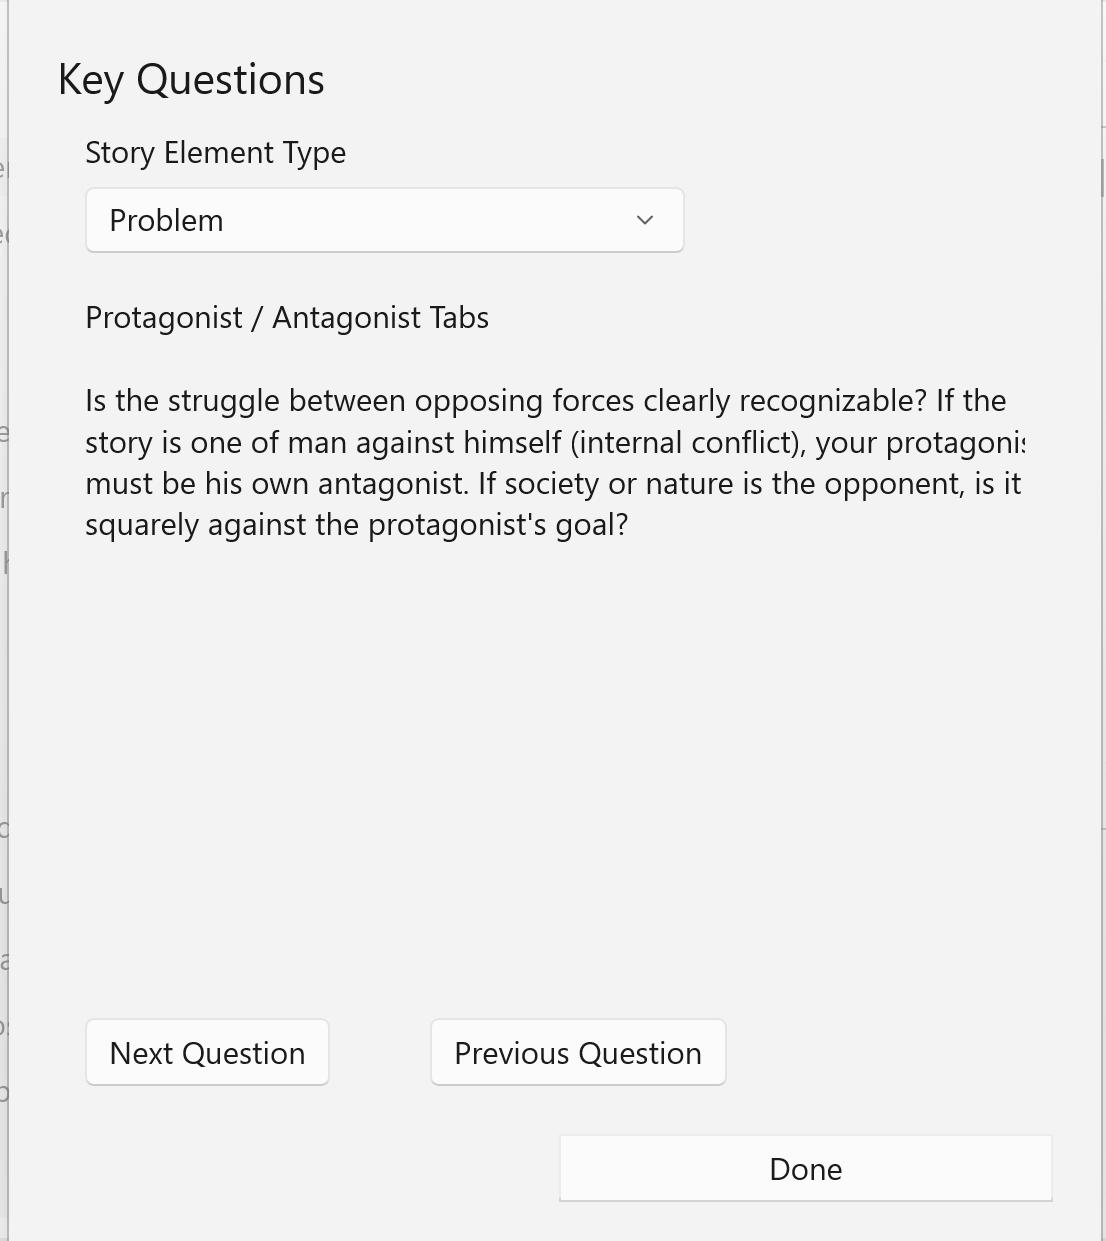 Key Questions
Story Element Type
Problem
Protagonist / Antagonist Tabs
Is the struggle between opposing forces clearly recognizable? If the
story is one of man against himself (internal conflict), your
must be his own antagonist. If society or nature is the opponent, is it
squarely against the protagonist's goal?
Next Question
Previous Question
Done